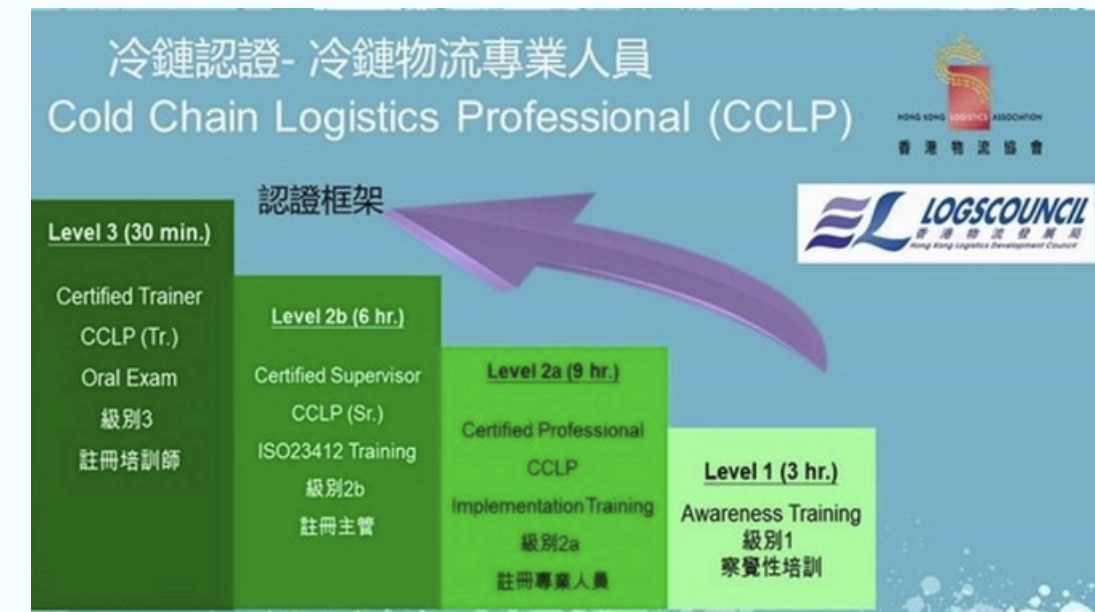 冷鏈認證- 冷鏈物流專業人員
Cold Chain Logistics Professional (CCLP)
HONG KONG LOGISTICS ASSOCIATION
香港物流協會
LOGSCOUNCIL
香港物流發展局
Hong Kong Logistics Development Council
認證框架
Level 3 (30 min.)
Certified Trainer
CCLP (Tr.)
Oral Exam
級別3
註冊培訓師
Level 2b (6 hr.)
Certified Supervisor
CCLP (Sr.)
ISO23412 Training
級別2b
註冊主管
Level 2a (9 hr.)
Certified Professional
CCLP
Implementation Training
級別2a
註冊專業人員
Level 1 (3 hr.)
Awareness Training
級別1
察覺性培訓